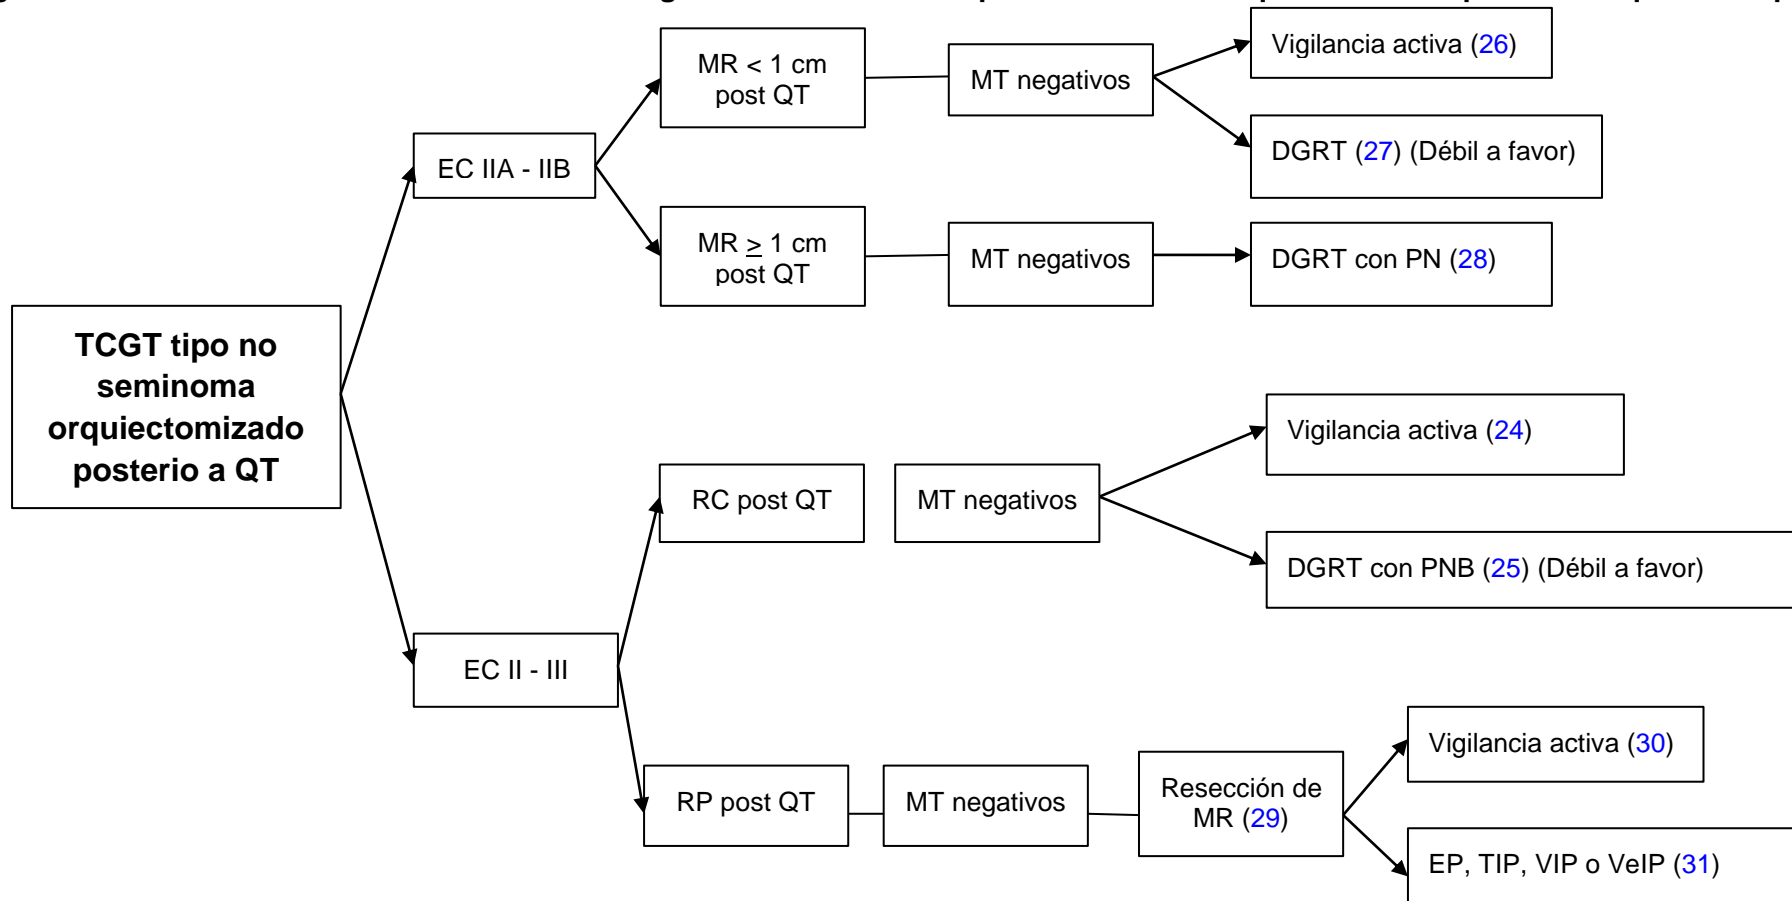 MR < 1 cm
post QT
MT negativos
Vigilancia activa (26)
DGRT (27) (Débil a favor)
EC IIA - IIB
MR ≥ 1 cm
post QT
MT negativos
DGRT con PN (28)
TCGT tipo no
seminoma
orquiectomizado
posterio a QT
Vigilancia activa (24)
RC post QT
MT negativos
DGRT con PNB (25) (Débil a favor)
EC II - III
Vigilancia activa (30)
RP post QT
MT negativos
Resección de
MR (29)
EP, TIP, VIP o VeIP (31)